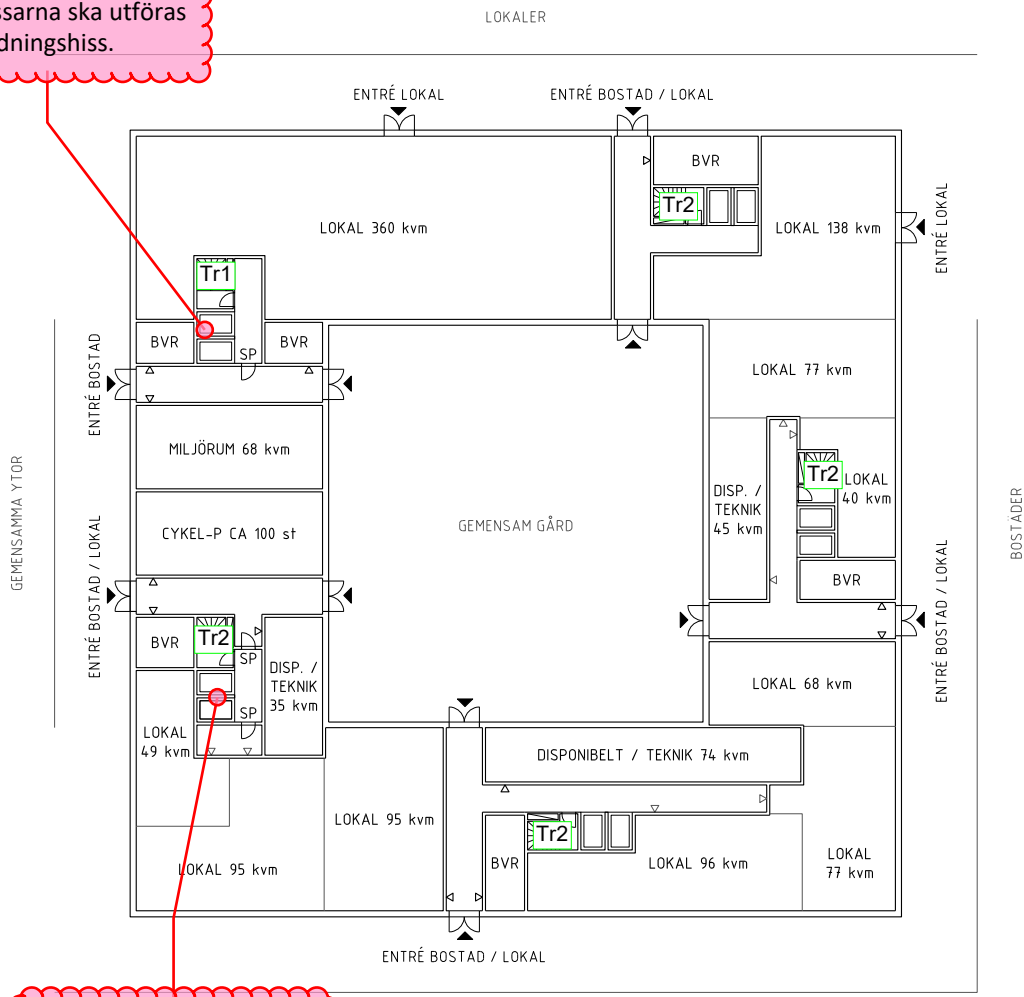 ska utföras
LOKALER
ENTRÉ LOKAL
ENTRÉ BOSTAD / LOKAL
BVR
Tr2
LOKAL 360 kvm
LOKAL 138 kvm
ENTRÉ LOKAL
Tr1
BVR
SP
BVR
ENTRÉ BOSTAD
LOKAL 77 kvm
MILJÖRUM 68 kvm
Tr2
LOKAL
40 kvm
DISP. /
TEKNIK
45 kvm
GEMENSAMMA YTOR
CYKEL-P CA 100 st
GEMENSAM GÅRD
BOSTÄDER
BVR
ENTRÉ BOSTAD / LOKAL
ENTRÉ BOSTAD / LOKAL
BVR
Tr2
SP
DISP. /
TEKNIK
35 kvm
SP
LOKAL
49 kvm
LOKAL 68 kvm
DISPONIBELT / TEKNIK 74 kvm
LOKAL 95 kvm
Tr2
BVR
LOKAL 96 kvm
LOKAL
77 kvm
LOKAL 95 kvm
ENTRÉ BOSTAD / LOKAL